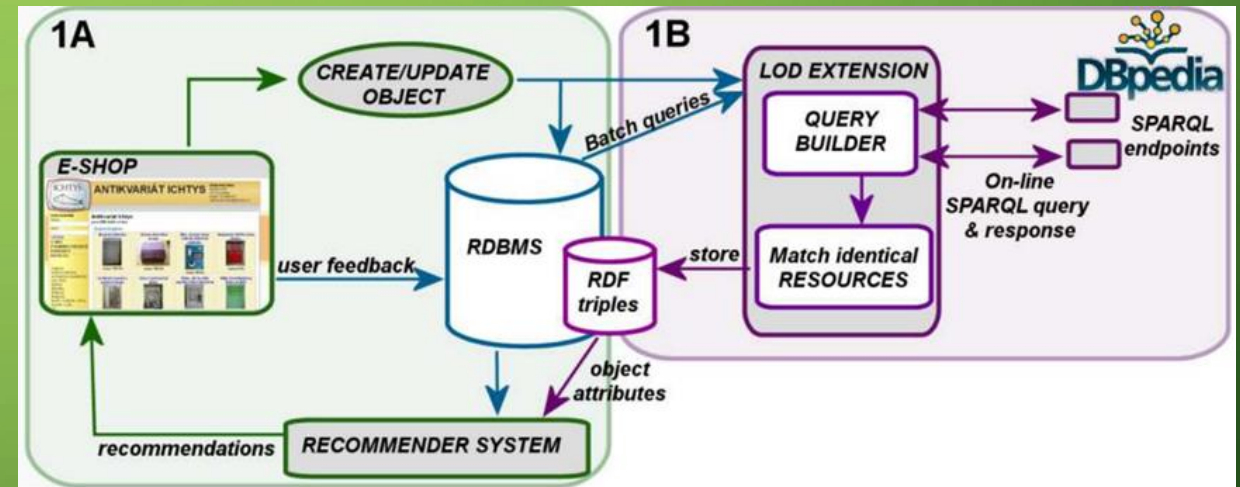 1A
1B
CREATE/UPDATE
OBJECT
LOD EXTENSION
DBpedia
QUERY
BUILDER
SPARQL
endpoints
Batch queries
E-SHOP
ICHTYS
ANTIKVARIÁT ICHTYS
On-line
SPARQL query
& response
RDBMS
user feedback
RDF
triples
store
Match identical
RESOURCES
object
attributes
recommendations
RECOMMENDER SYSTEM